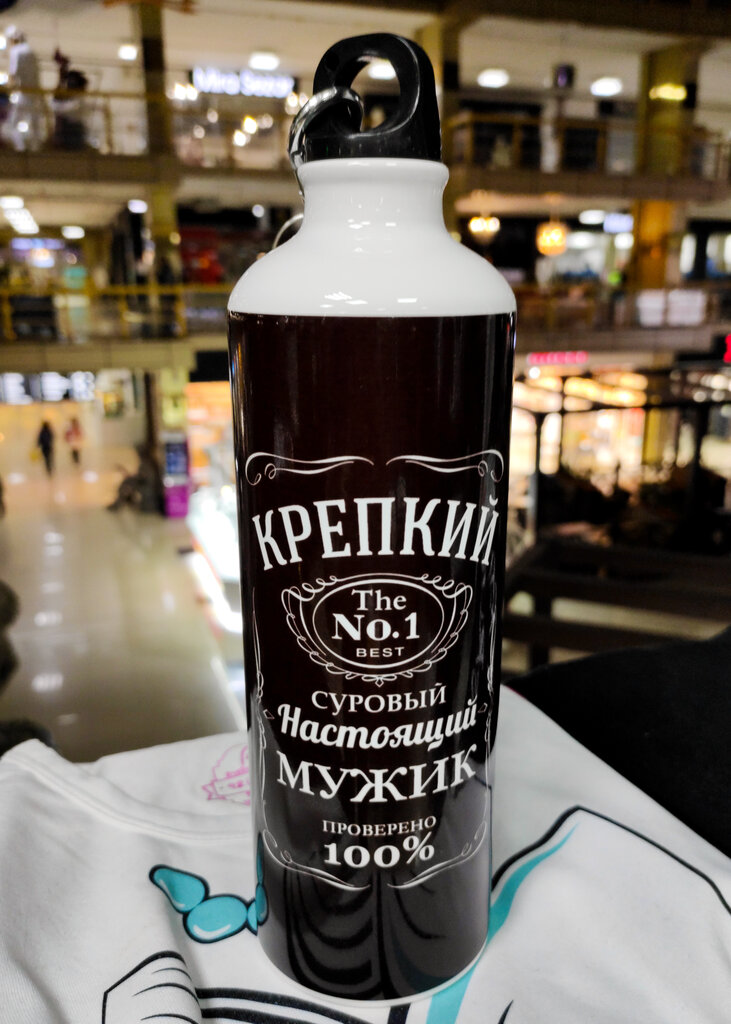 КРЕПКИЙ
The
No.1
BEST
СУРОВЫЙ
Настоящий
МУЖИК
ПРОВЕРЕНО
100%